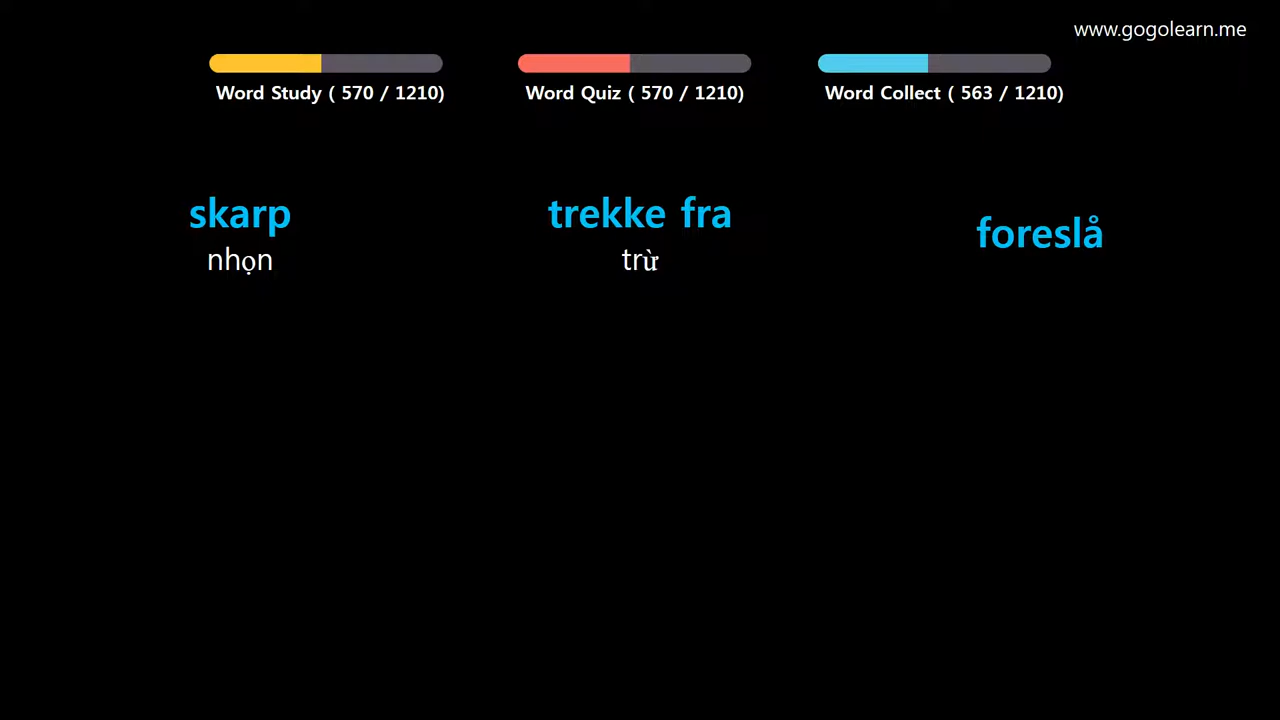 www.gogolearn.me
Word Study ( 570 / 1210)
Word Quiz ( 570 / 1210)
Word Collect ( 563 / 1210)
skarp
nhọn
trekke fra
trừ
foreslå